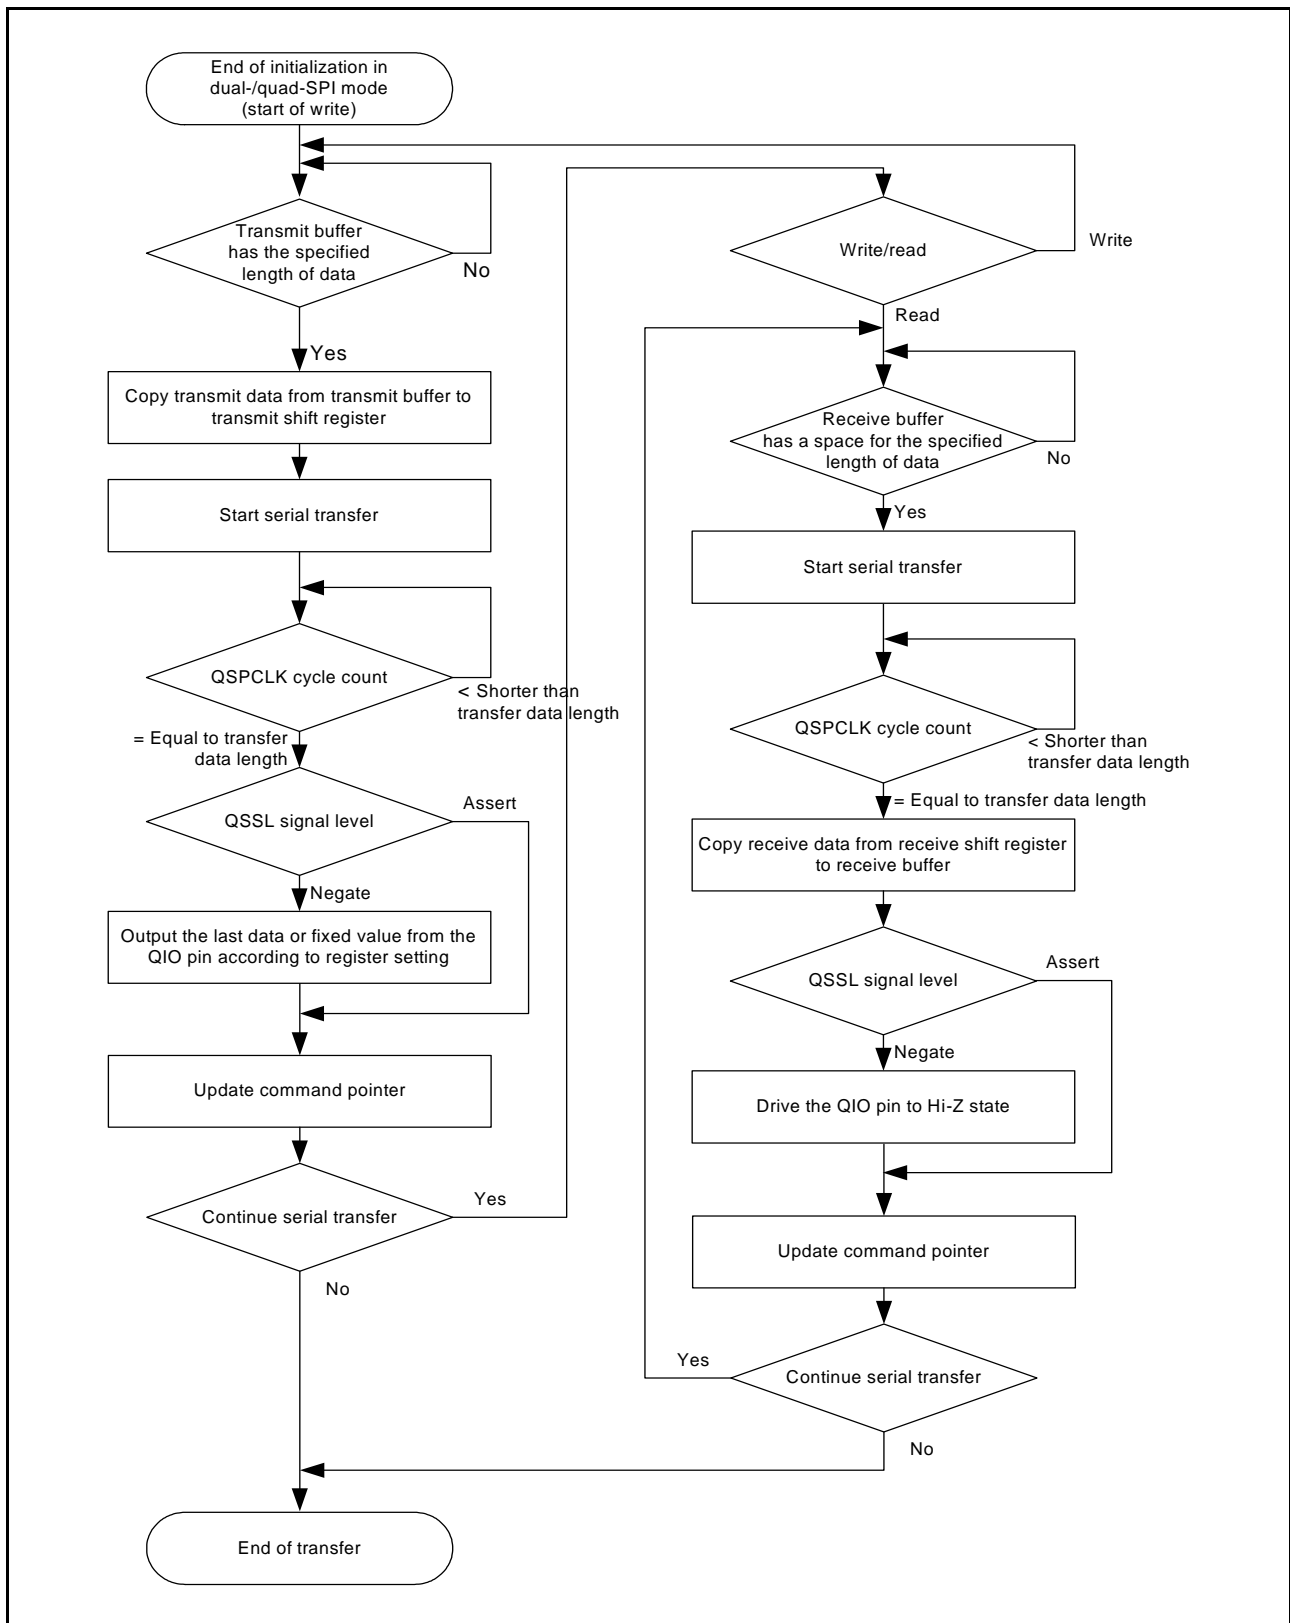 End of initialization in
dual-/quad-SPI mode
(start of write)
Transmit buffer
has the specified
length of data
No
Yes
Copy transmit data from transmit buffer to
transmit shift register
Start serial transfer
QSPCLK cycle count
< Shorter than
transfer data length
= Equal to transfer
data length
QSSL signal level
Assert
Negate
Output the last data or fixed value from the
QIO pin according to register setting
Update command pointer
Continue serial transfer
Yes
No
End of transfer
Write/read
Write
Read
Receive buffer
has a space for the specified
length of data
No
Yes
Start serial transfer
QSPCLK cycle count
< Shorter than
transfer data length
= Equal to transfer data length
Copy receive data from receive shift register
to receive buffer
QSSL signal level
Assert
Negate
Drive the QIO pin to Hi-Z state
Update command pointer
Yes
Continue serial transfer
No